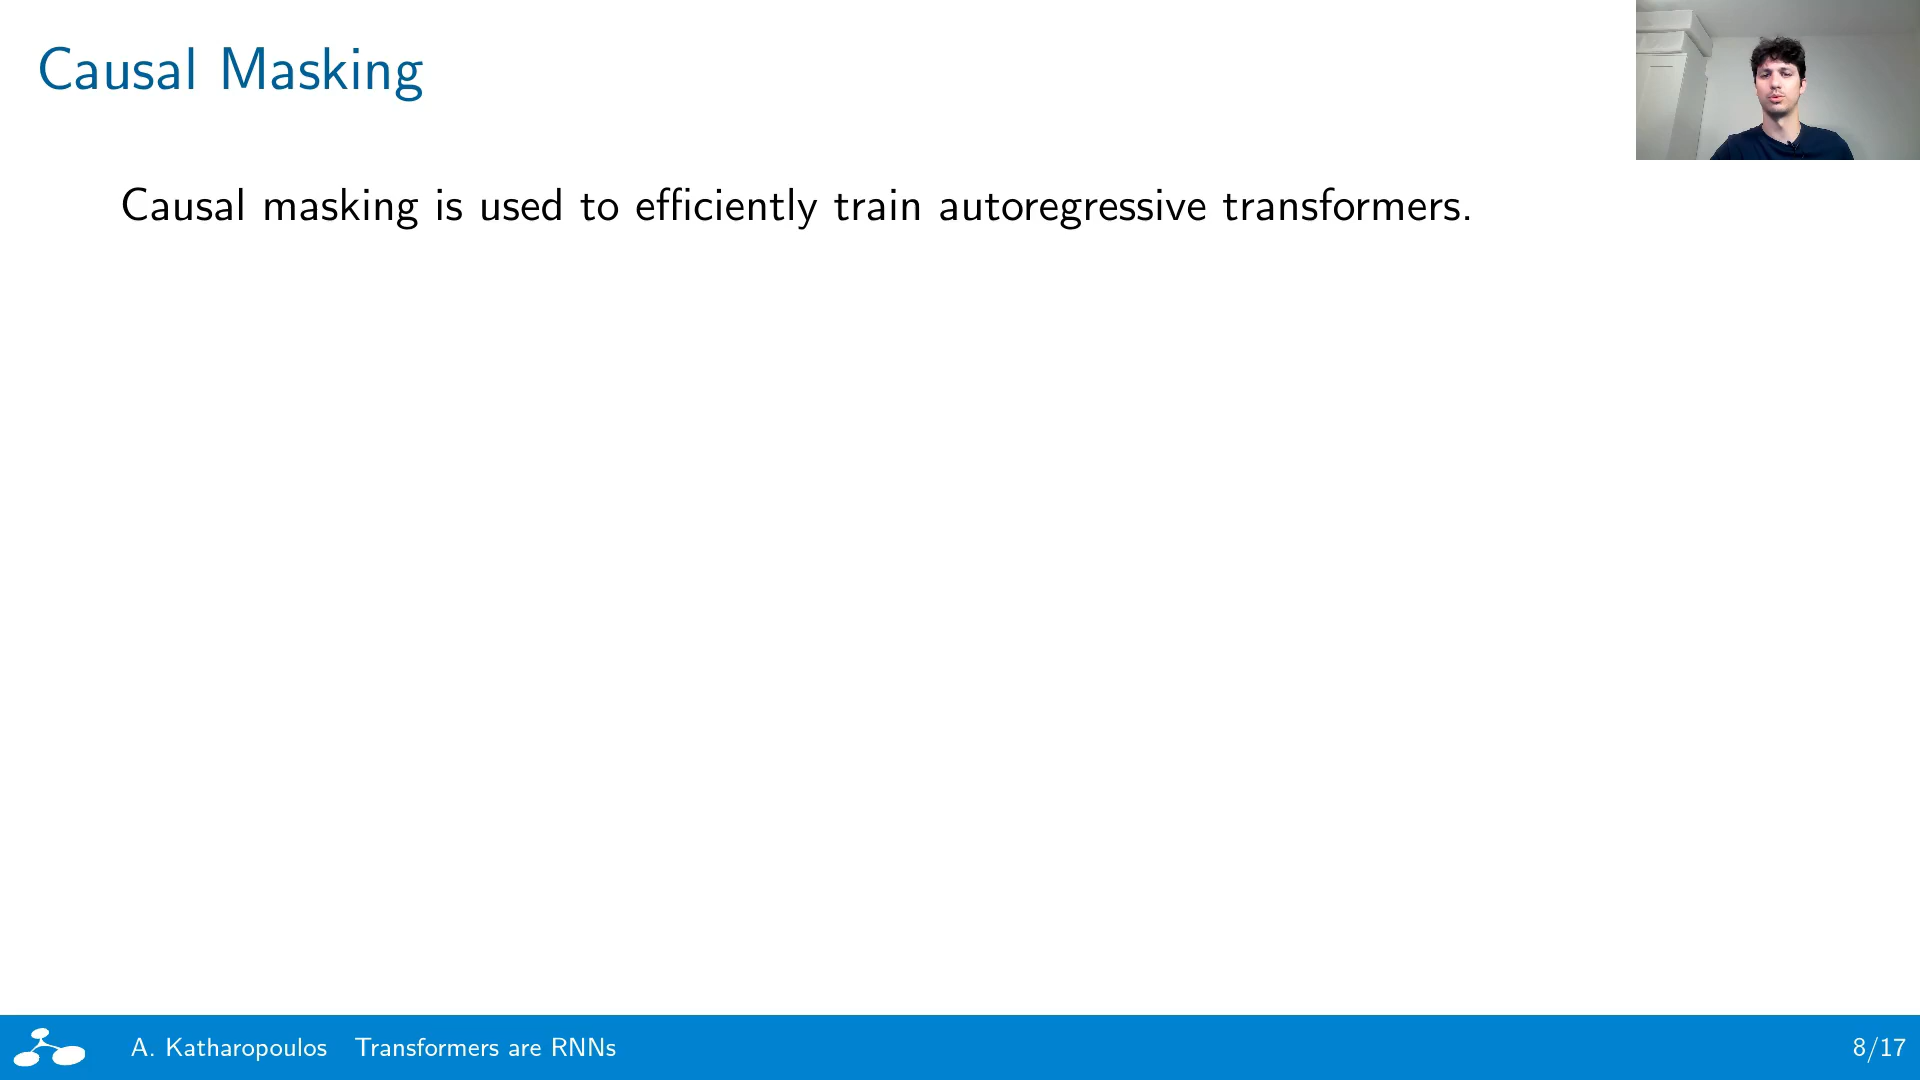 Causal Masking
Causal masking is used to efficiently train autoregressive transformers.
A. Katharopoulos Transformers are RNNs 8/17